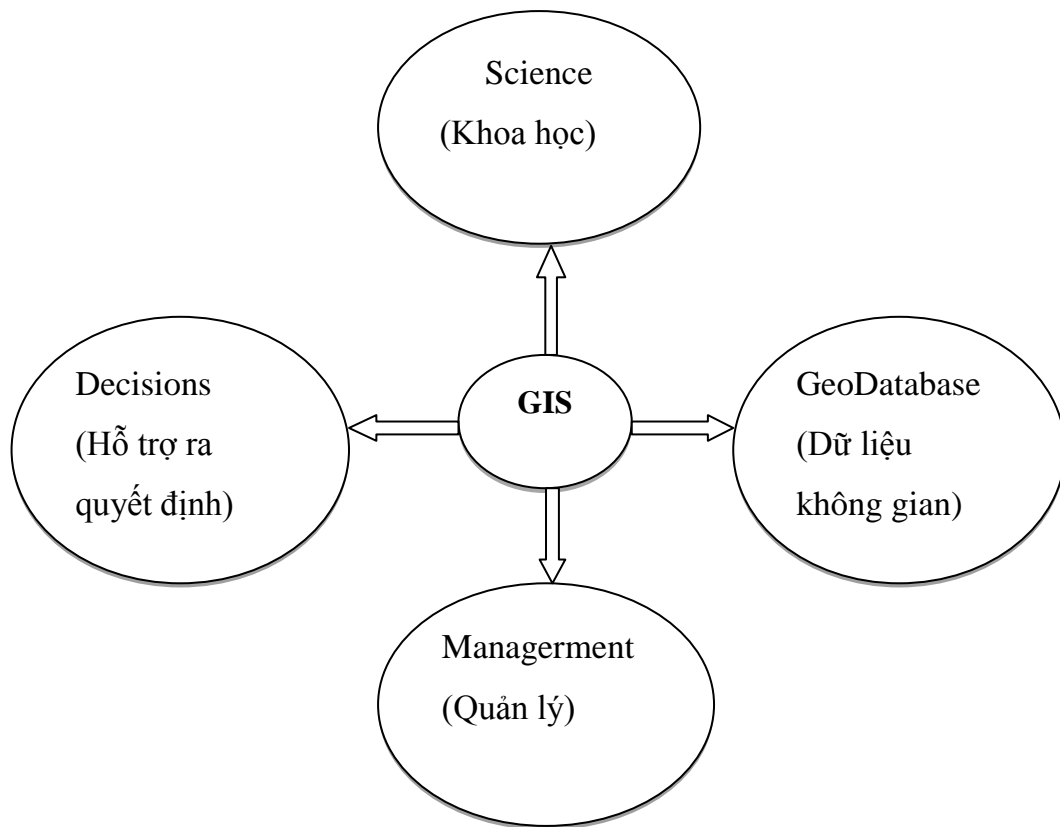 Science
(Khoa học)
Decisions
(Hỗ trợ ra
quyết định)
GIS
GeoDatabase
(Dữ liệu
không gian)
Managerment
(Quản lý)